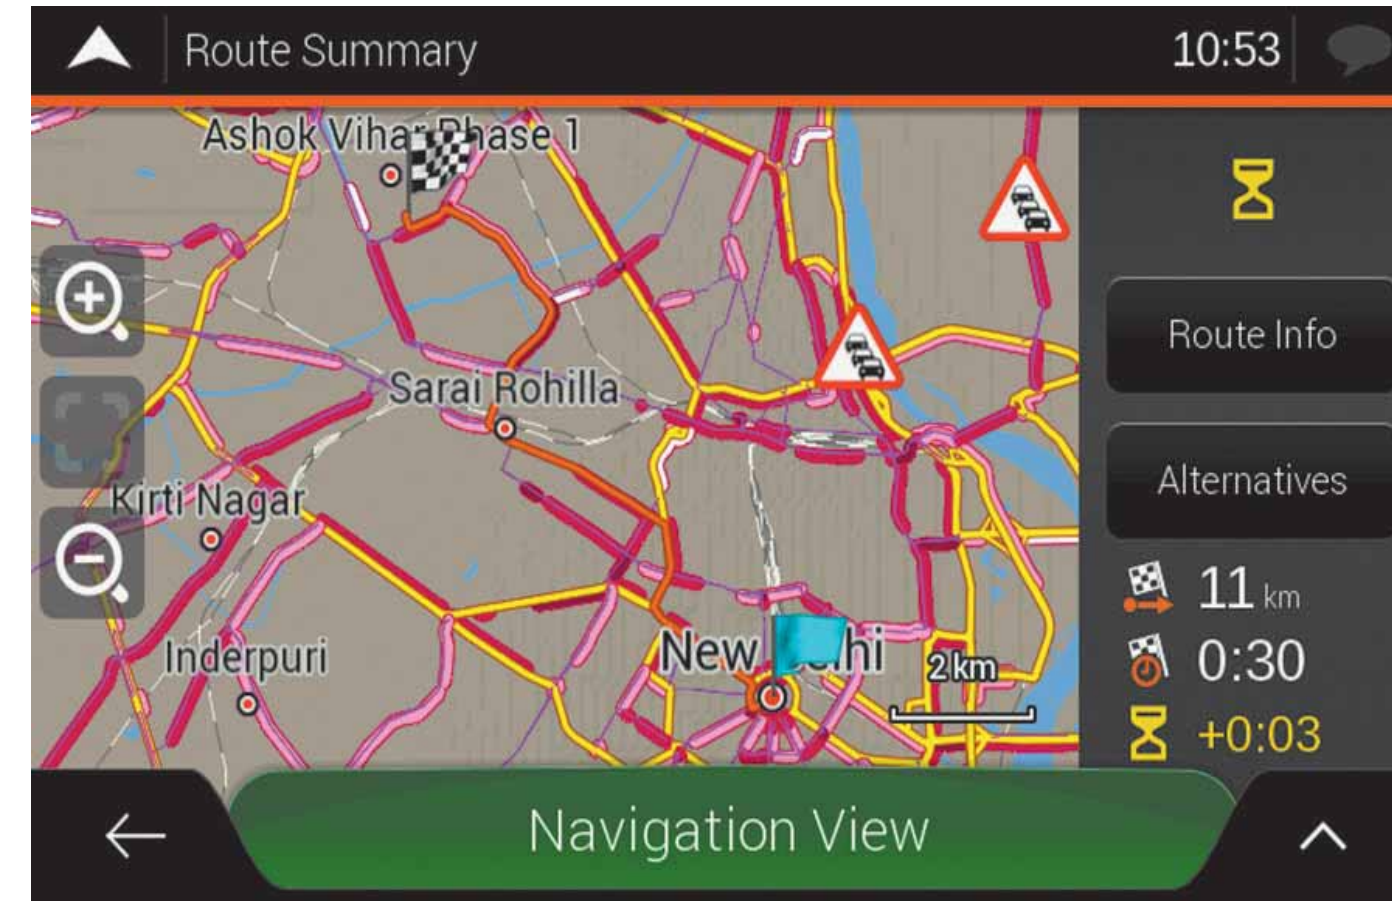 Route Summary
10:53
Ashok Vihar Phase 1
Sarai Rohilla
Kirti Nagar
Inderpuri
New Delhi
2 km
Route Info
Alternatives
11 km
0:30
+0:03
Navigation View